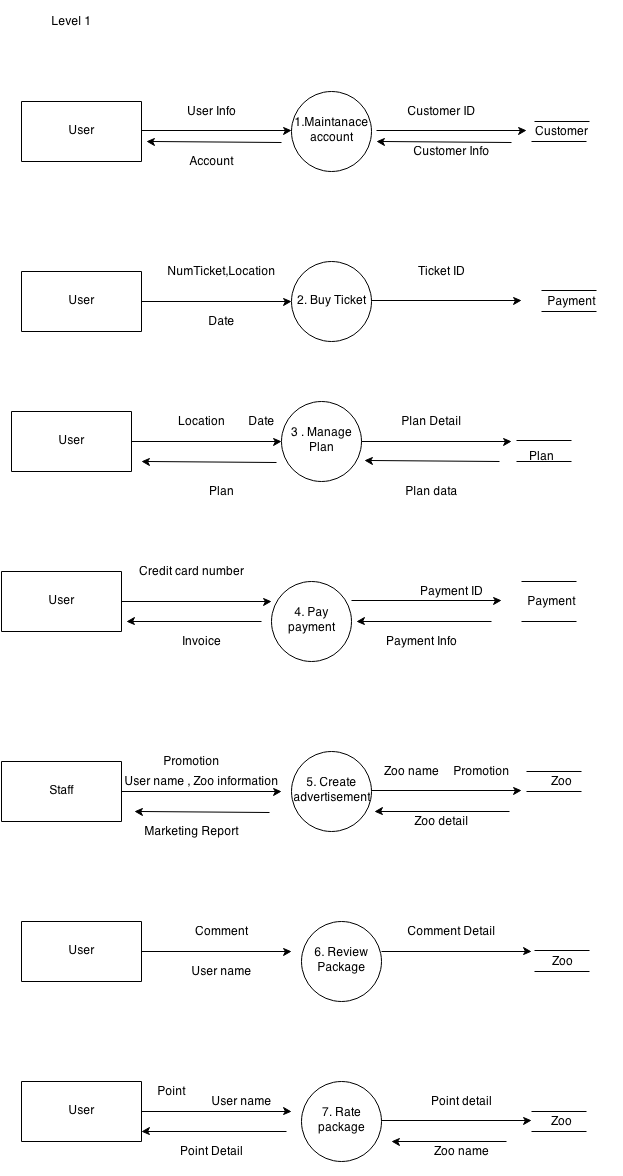 Level 1
User Info
Customer ID
User
1.Maintanace
account
Customer
Account
Customer Info
NumTicket,Location
Ticket ID
User
2. Buy Ticket
Payment
Date
Location Date
Plan Detail
User
3 . Manage
Plan
Plan
Plan
Plan data
Credit card number
Payment ID
User
4. Pay
payment
Payment
Invoice
Payment Info
Promotion
User name , Zoo information
Zoo name Promotion
Staff
5. Create
advertisement
Zoo
Marketing Report
Zoo detail
Comment
Comment Detail
User
6. Review
Package
Zoo
User name
Point
User name
Point detail
User
7. Rate
package
Zoo
Point Detail
Zoo name